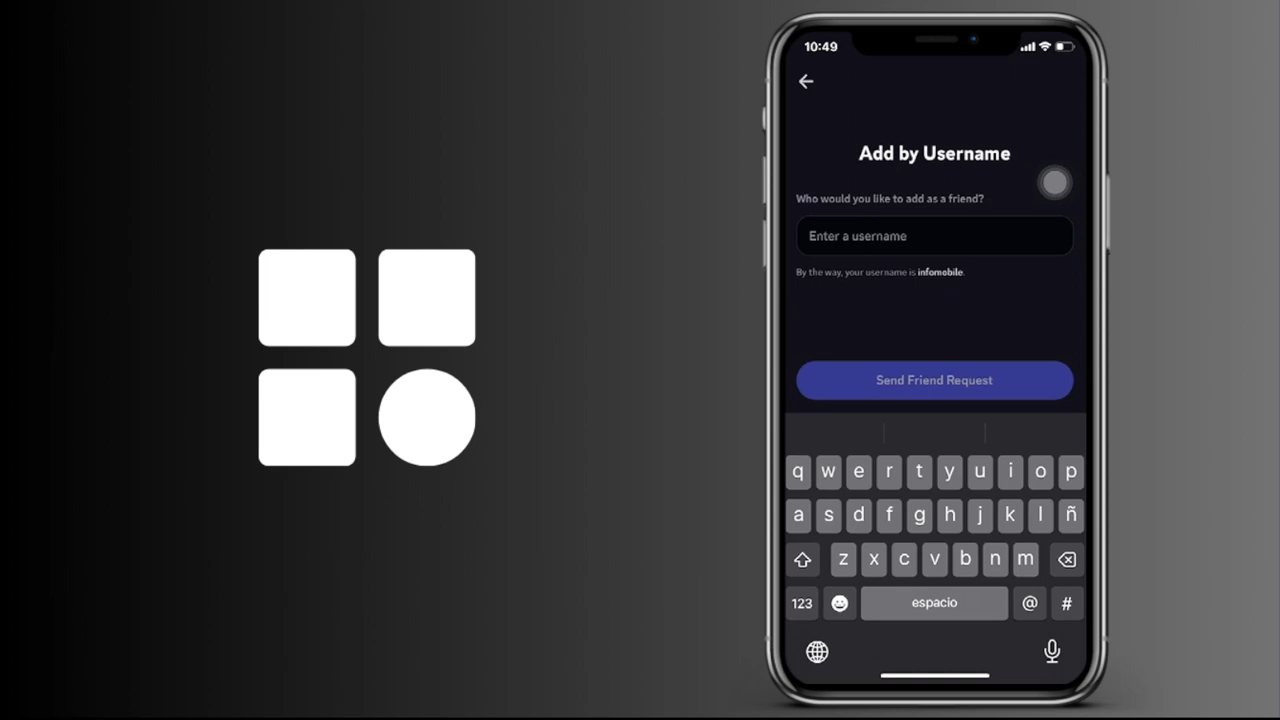 10:49
Add by Username
Who would you like to add as a friend?
Enter a username
By the way, your username is infomobile.
Send Friend Request
q w e r t y u i o p
a s d f g h j k l ñ
z x c v b n m
123 espacio @ #